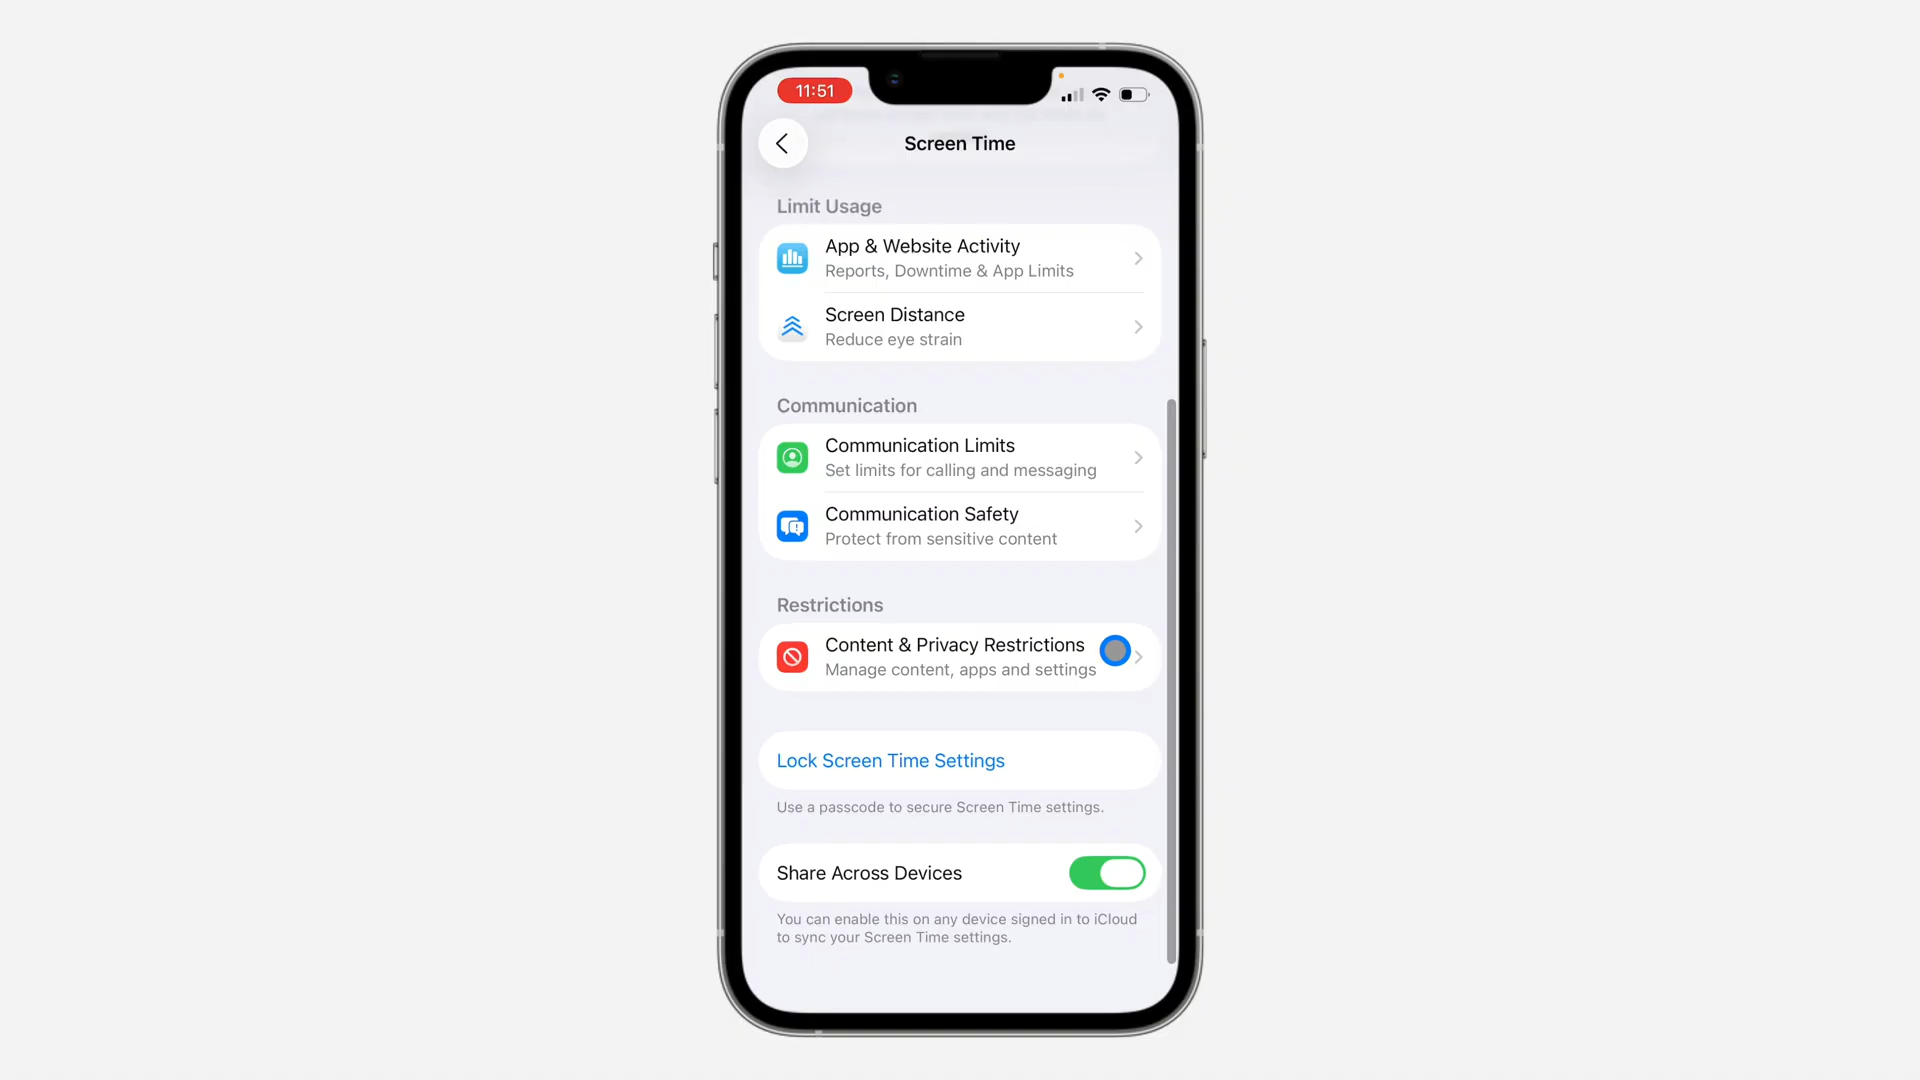 11:51
Screen Time
Limit Usage
App & Website Activity
Reports, Downtime & App Limits
Screen Distance
Reduce eye strain
Communication
Communication Limits
Set limits for calling and messaging
Communication Safety
Protect from sensitive content
Restrictions
Content & Privacy Restrictions
Manage content, apps and settings
Lock Screen Time Settings
Use a passcode to secure Screen Time settings.
Share Across Devices
You can enable this on any device signed in to iCloud
to sync your Screen Time settings.